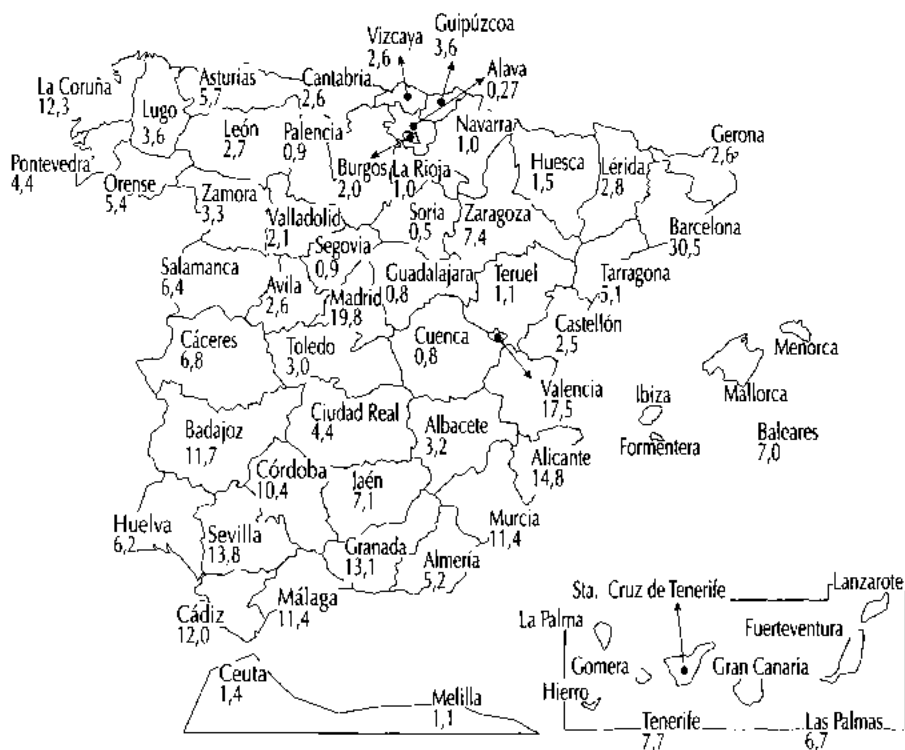 Guipúzcoa
3,6
Vizcaya
2,6
Alava
0,27
La Coruña
12,3
Asturias
5,7
Cantabria
2,6
Lugo
3,6
León
2,7
Palencia
0,9
Navarra
1,0
Gerona
2,6
Pontevedra
4,4
Orense
5,4
Burgos
2,0
La Rioja
1,0
Huesca
1,5
Lérida
2,8
Zamora
3,3
Valladolid
2,1
Soria
0,5
Zaragoza
7,4
Barcelona
30,5
Segovia
0,9
Salamanca
6,4
Avila
2,6
Madrid
19,8
Guadalajara
0,8
Teruel
1,1
Tarragona
5,1
Castellón
2,5
Cáceres
6,8
Toledo
3,0
Cuenca
0,8
Menorca
Mallorca
Valencia
17,5
Ibiza
Formentera
Baleares
7,0
Badajoz
11,7
Ciudad Real
4,4
Albacete
3,2
Alicante
14,8
Córdoba
10,4
Jaén
7,1
Murcia
11,4
Huelva
6,2
Sevilla
13,8
Granada
13,1
Almería
5,2
Cádiz
12,0
Málaga
11,4
Ceuta
1,4
Melilla
1,1
Sta. Cruz de Tenerife
Lanzarote
La Palma
Fuerteventura
Gomera
Gran Canaria
Hierro
Tenerife
7,7
Las Palmas
6,7